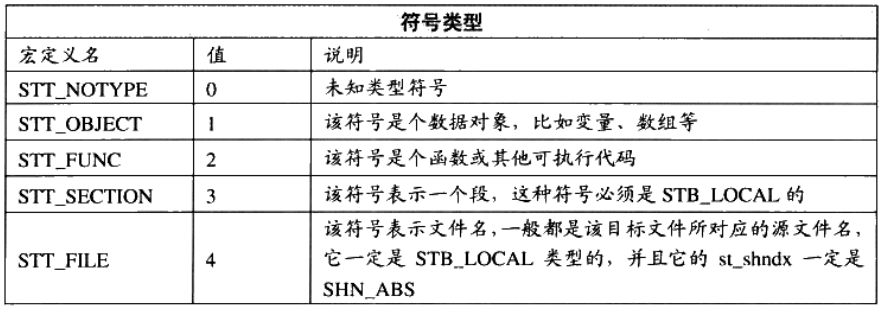 符号类型
宏定义名 值 说明
STT_NOTYPE 0 未知类型符号
STT_OBJECT 1 该符号是个数据对象，比如变量、数组等
STT_FUNC 2 该符号是个函数或其他可执行代码
STT_SECTION 3 该符号表示一个段，这种符号必须是 STB_LOCAL 的
该符号表示文件名，一般都是该目标文件所对应的源文件名，
STT_FILE 4 它一定是 STB_LOCAL 类型的，并且它的 st_shndx 一定是
SHN_ABS